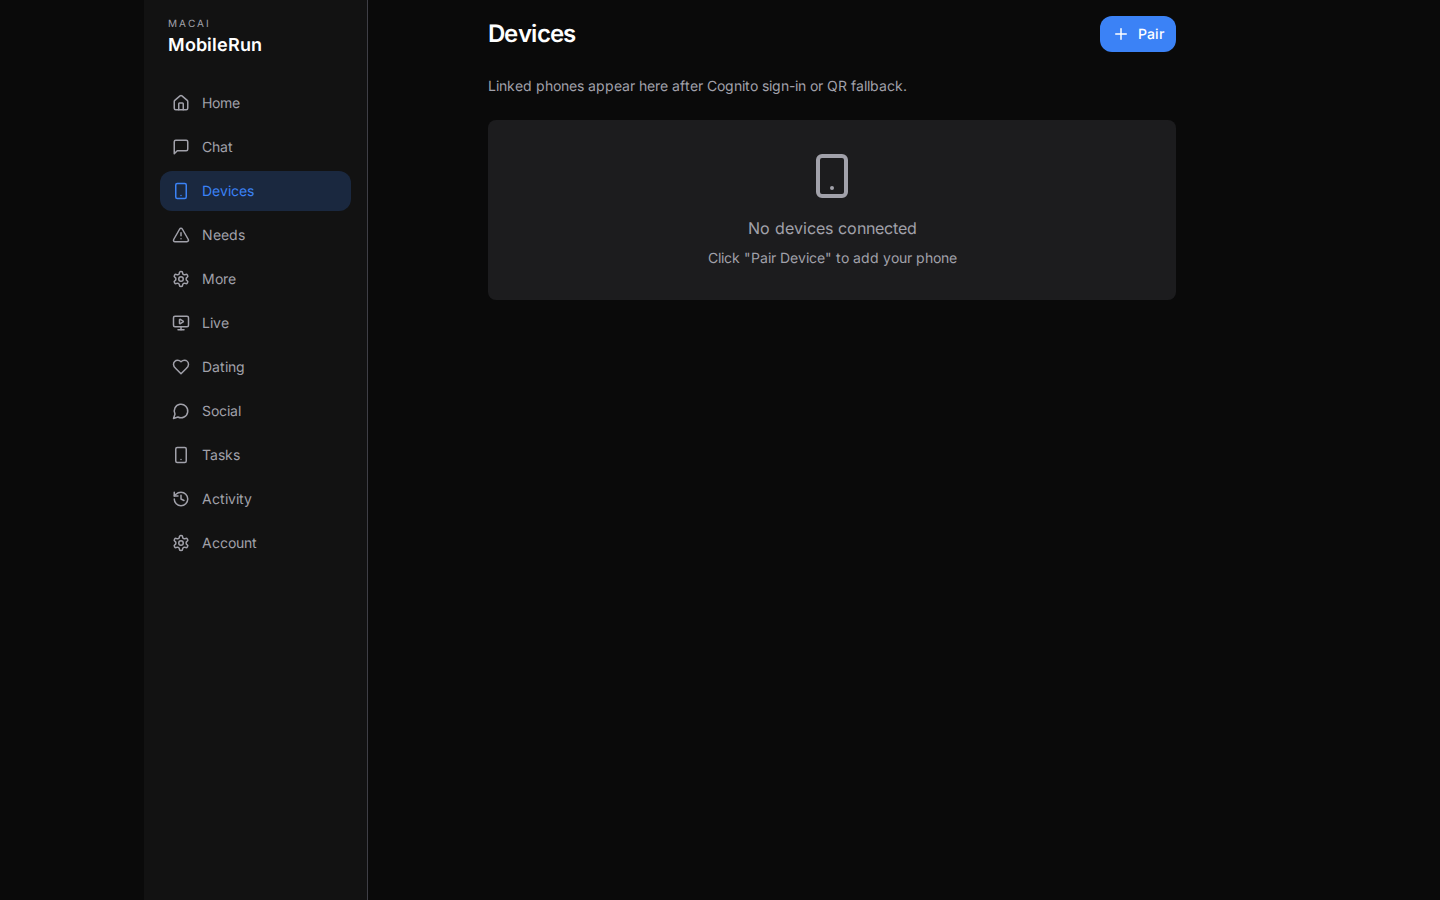 MACAI
MobileRun
Home
Chat
Devices
Needs
More
Live
Dating
Social
Tasks
Activity
Account
Devices
Pair
Linked phones appear here after Cognito sign-in or QR fallback.
No devices connected
Click "Pair Device" to add your phone